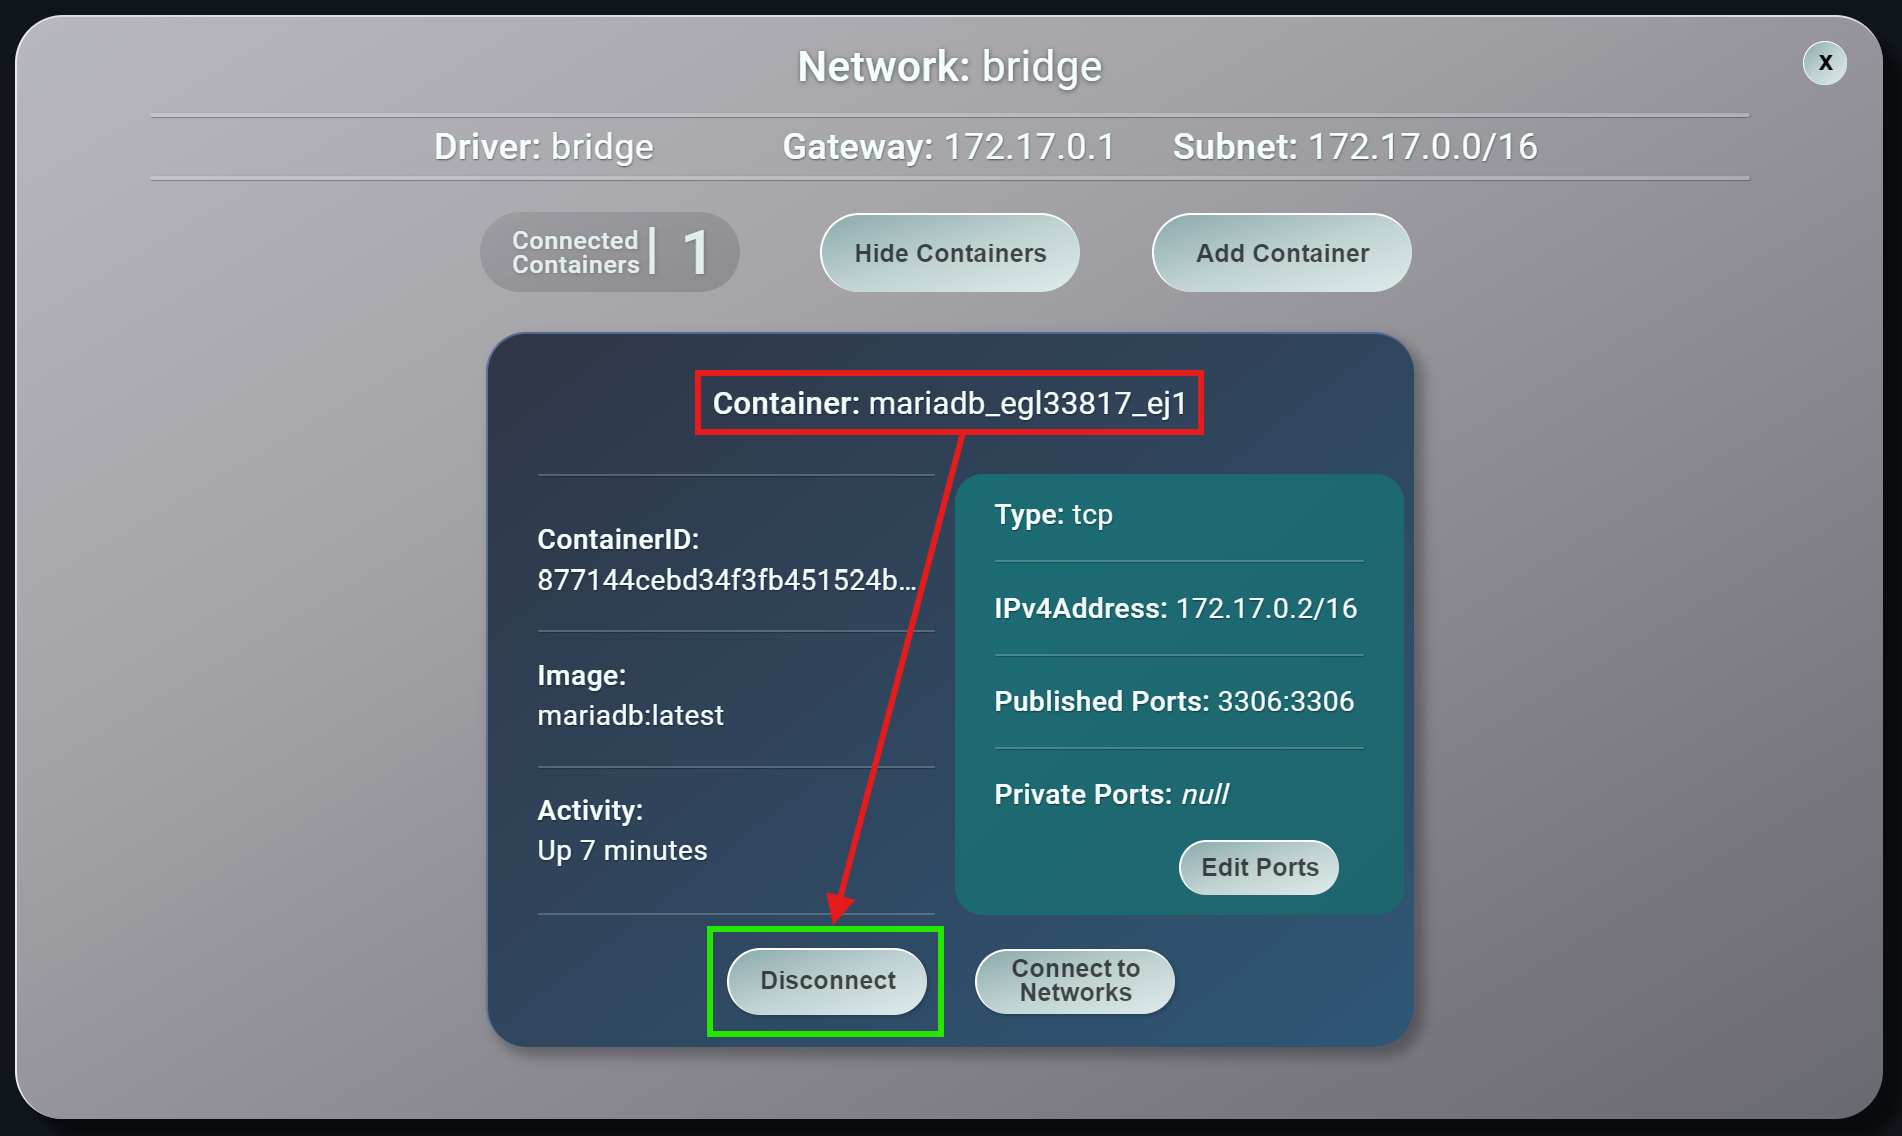 Network: bridge
X
Driver: bridge
Gateway: 172.17.0.1
Subnet: 172.17.0.0/16
Connected
Containers
1
Hide Containers
Add Container
Container: mariadb_egl33817_ej1
ContainerID:
877144cebd34f3fb451524b...
Image:
mariadb:latest
Activity:
Up 7 minutes
Type: tcp
IPv4Address: 172.17.0.2/16
Published Ports: 3306:3306
Private Ports: null
Edit Ports
Disconnect
Connect to
Networks